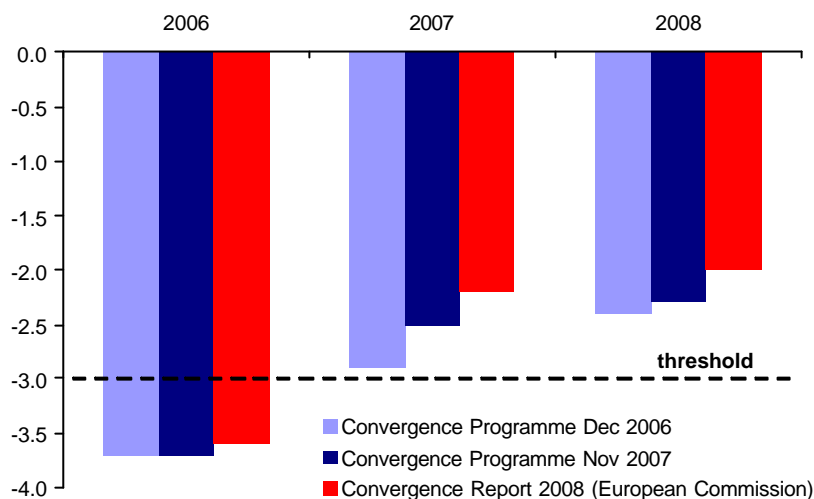 2006 2007 2008
0.0
-0.5
-1.0
-1.5
-2.0
-2.5
threshold
-3.0
-3.5
-4.0
Convergence Programme Dec 2006
Convergence Programme Nov 2007
Convergence Report 2008 (European Commission)